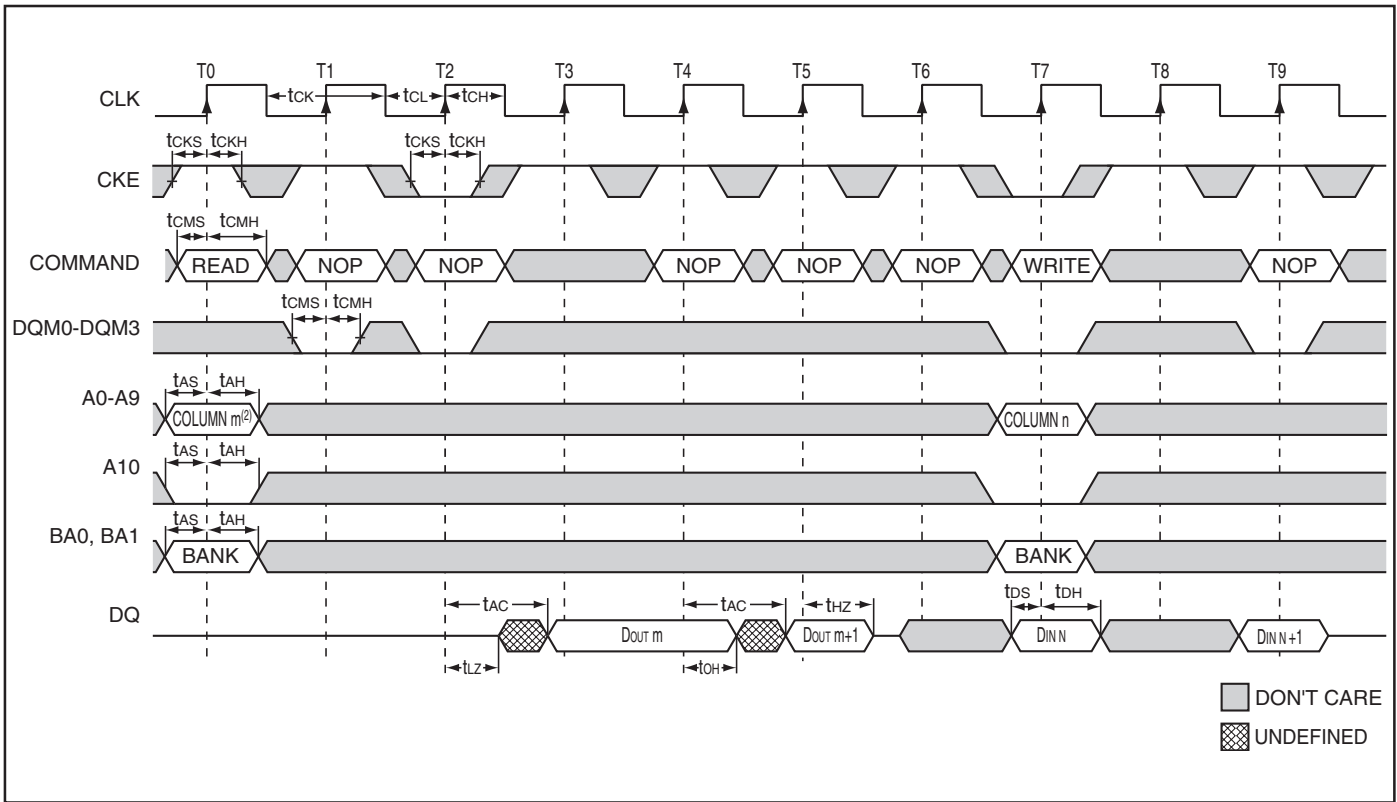 T0 T1 T2 T3 T4 T5 T6 T7 T8 T9
CLK tCK tCL tCH
tCKS tCKH tCKS tCKH
CKE
tCMS tCMH
COMMAND READ NOP NOP NOP NOP NOP WRITE NOP
tCMS tCMH
DQM0-DQM3
tAS tAH
A0-A9 COLUMN m(2) COLUMN n
tAS tAH
A10
tAS tAH
BA0, BA1 BANK BANK
tAC tAC tHZ tDS tDH
DQ DOUT m DOUT m+1 DIN N DIN N+1
tLZ tOH
DON'T CARE
UNDEFINED